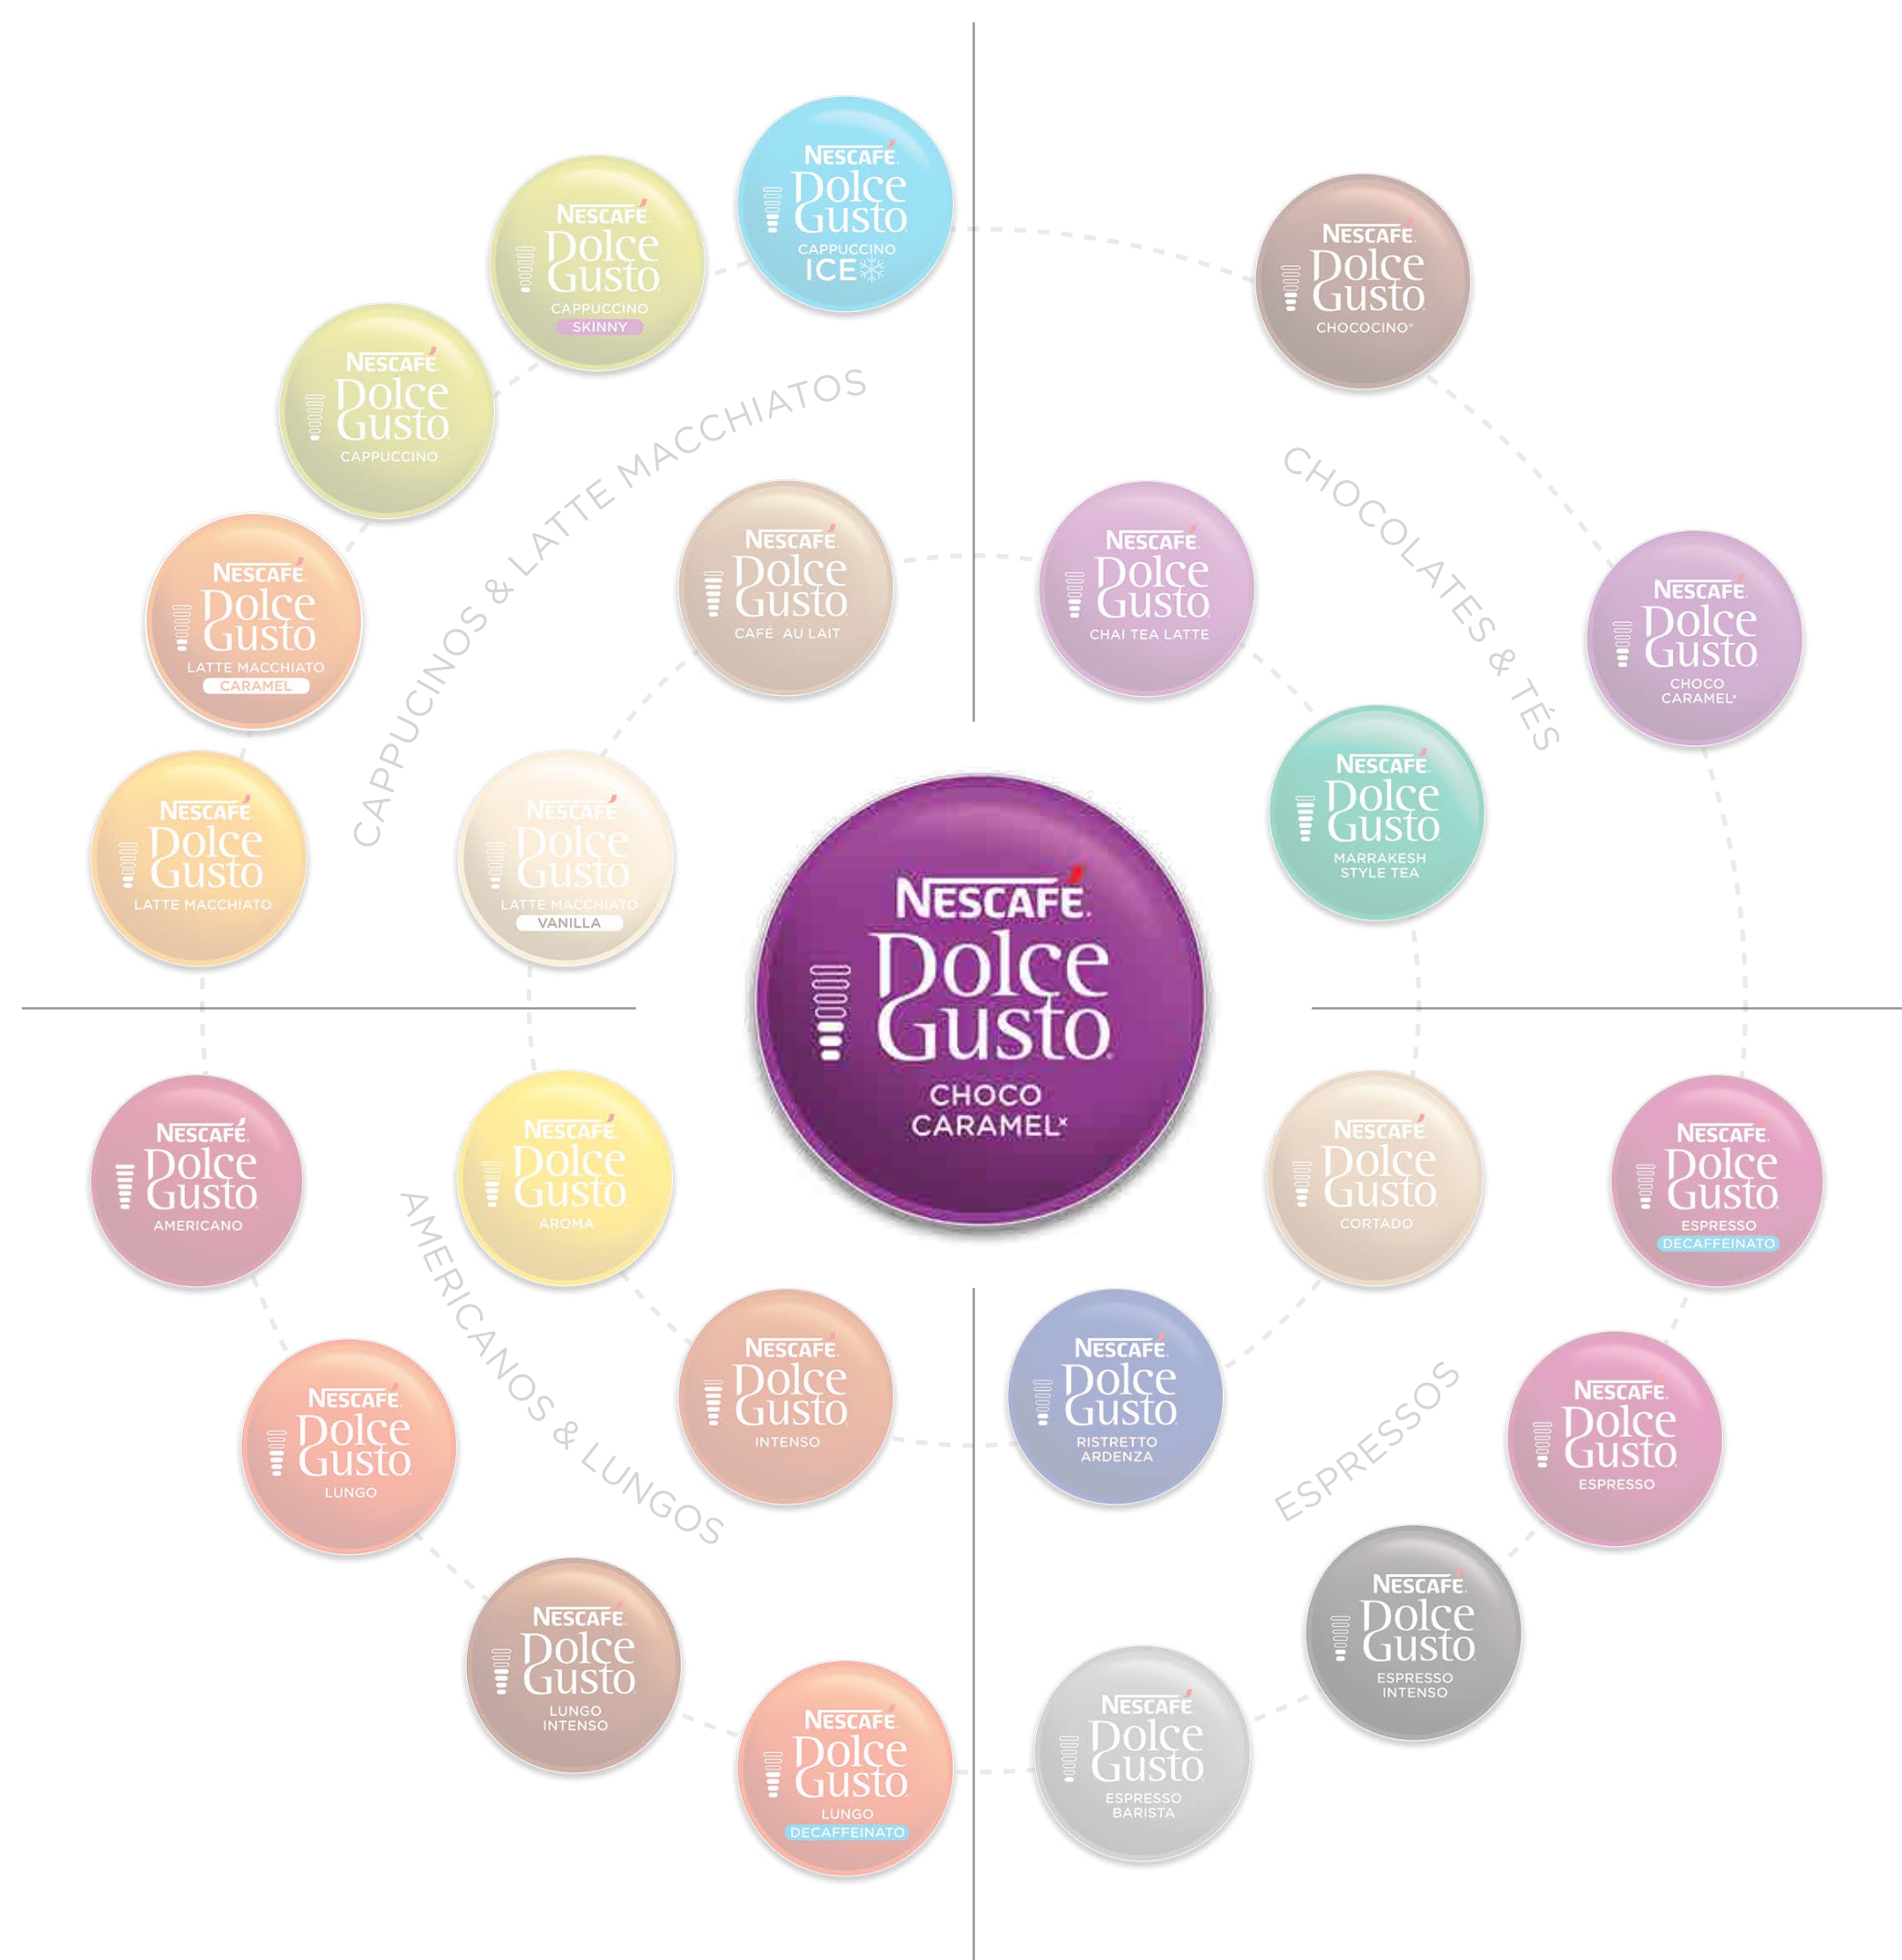 NESCAFÉ
Dolce
Gusto
CAPPUCCINO
ICE
NESCAFÉ
Dolce
Gusto
CAPPUCCINO
SKINNY
NESCAFÉ
Dolce
Gusto
CAPPUCCINO
NESCAFÉ
Dolce
Gusto
LATTE MACCHIATO
CARAMEL
NESCAFÉ
Dolce
Gusto
LATTE MACCHIATO
CAPPUCINOS & LATTE MACCHIATOS
NESCAFÉ
Dolce
Gusto
CAFÉ AU LAIT
NESCAFÉ
Dolce
Gusto
LATTE MACCHIATO
VANILLA
NESCAFÉ
Dolce
Gusto
CHOCOCINO*
CHOCOLATES & TÉS
NESCAFÉ
Dolce
Gusto
CHAI TEA LATTE
NESCAFÉ
Dolce
Gusto
CHOCO
CARAMEL*
NESCAFÉ
Dolce
Gusto
MARRAKESH
STYLE TEA
NESCAFÉ
Dolce
Gusto
CHOCO
CARAMEL*
NESCAFÉ
Dolce
Gusto
AMERICANO
NESCAFÉ
Dolce
Gusto
AROMA
AMERICANOS & LUNGOS
NESCAFÉ
Dolce
Gusto
INTENSO
NESCAFÉ
Dolce
Gusto
LUNGO
NESCAFÉ
Dolce
Gusto
LUNGO
INTENSO
NESCAFÉ
Dolce
Gusto
LUNGO
DECAFFEINATO
NESCAFÉ
Dolce
Gusto
CORTADO
NESCAFÉ
Dolce
Gusto
ESPRESSO
DECAFFEINATO
NESCAFÉ
Dolce
Gusto
RISTRETTO
ARDENZA
ESPRESSOS
NESCAFÉ
Dolce
Gusto
ESPRESSO
NESCAFÉ
Dolce
Gusto
ESPRESSO
INTENSO
NESCAFÉ
Dolce
Gusto
ESPRESSO
BARISTA